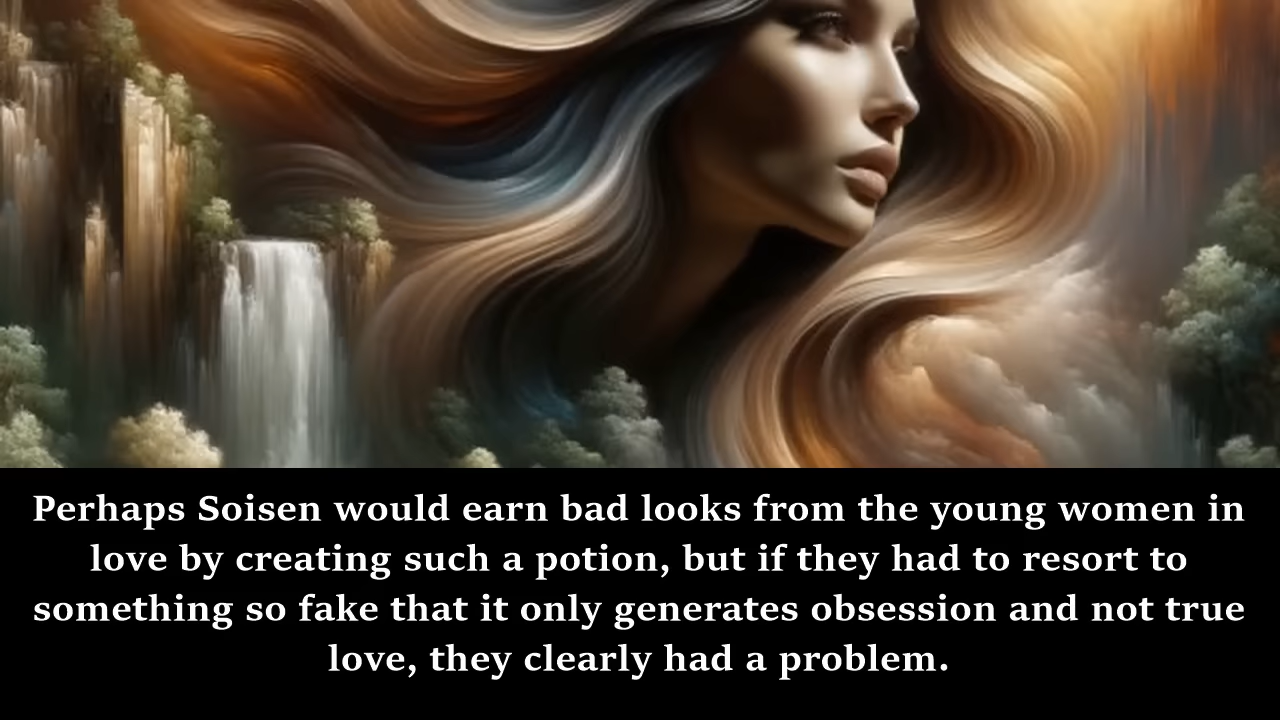 Perhaps Soisen would earn bad looks from the young women in
love by creating such a potion, but if they had to resort to
something so fake that it only generates obsession and not true
love, they clearly had a problem.